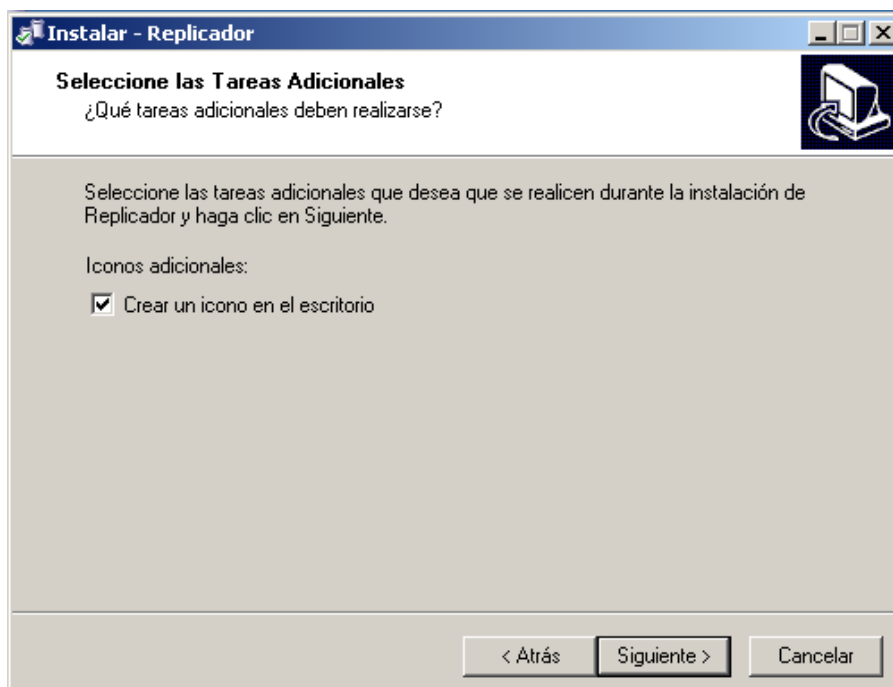 Instalar - Replicador
Seleccione las Tareas Adicionales
¿Qué tareas adicionales deben realizarse?
Seleccione las tareas adicionales que desea que se realicen durante la instalación de
Replicador y haga clic en Siguiente.
Iconos adicionales:
Crear un icono en el escritorio
< Atrás
Siguiente >
Cancelar